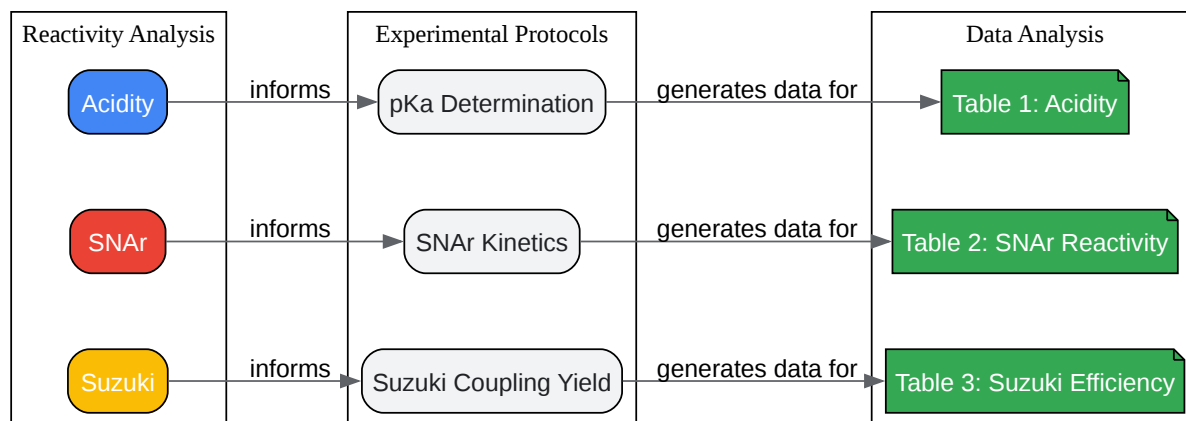 Reactivity Analysis
Experimental Protocols
Data Analysis
Acidity
informs
pKa Determination
generates data for
Table 1: Acidity
SNAr
informs
SNAr Kinetics
generates data for
Table 2: SNAr Reactivity
Suzuki
informs
Suzuki Coupling Yield
generates data for
Table 3: Suzuki Efficiency